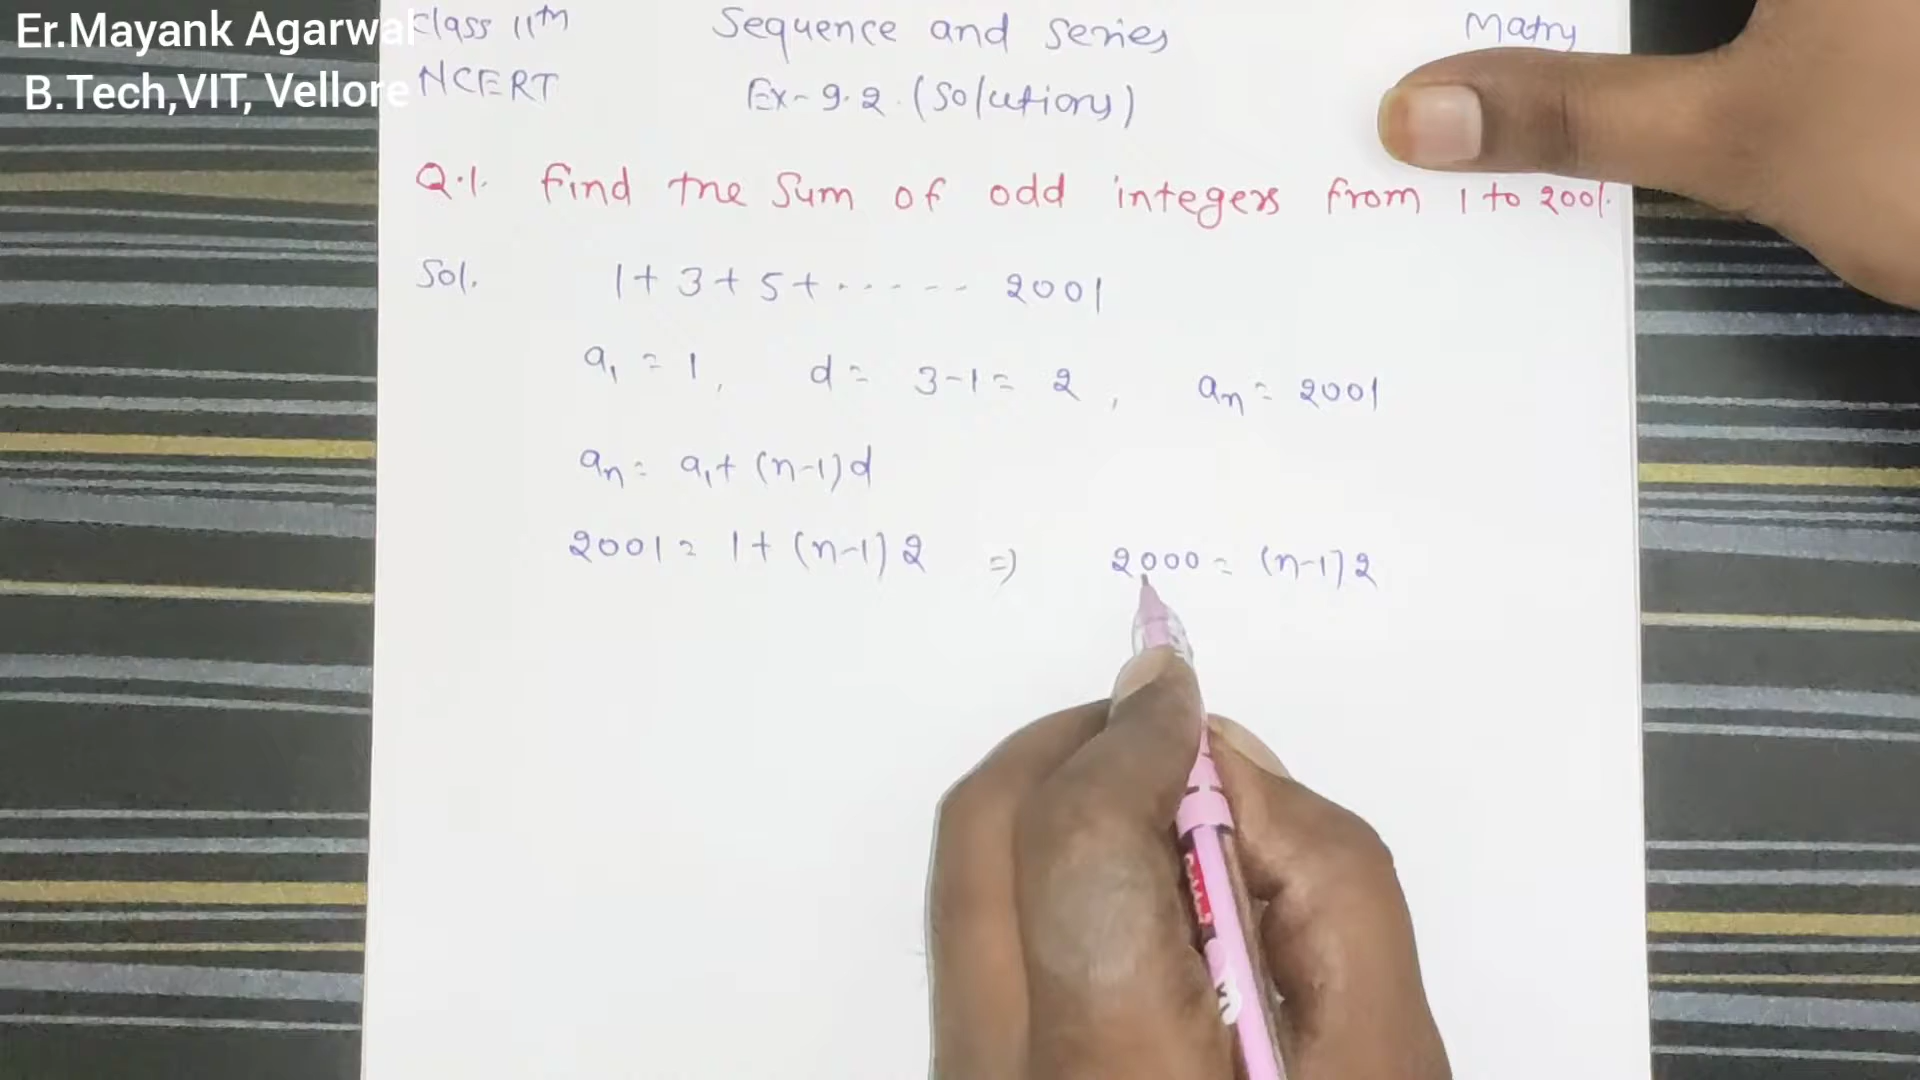 Er.Mayank Agarwal
B.Tech,VIT, Vellore
Class 11th Sequence and series Maths
NCERT Ex-9.2. (Solutions)
Q.1. find the Sum of odd integers from 1 to 2001.
Sol. 1 + 3 + 5 + ...... 2001
a₁ = 1, d = 3-1 = 2, aₙ = 2001
aₙ = a₁ + (n-1)d
2001 = 1 + (n-1)2 ⇒ 2000 = (n-1)2